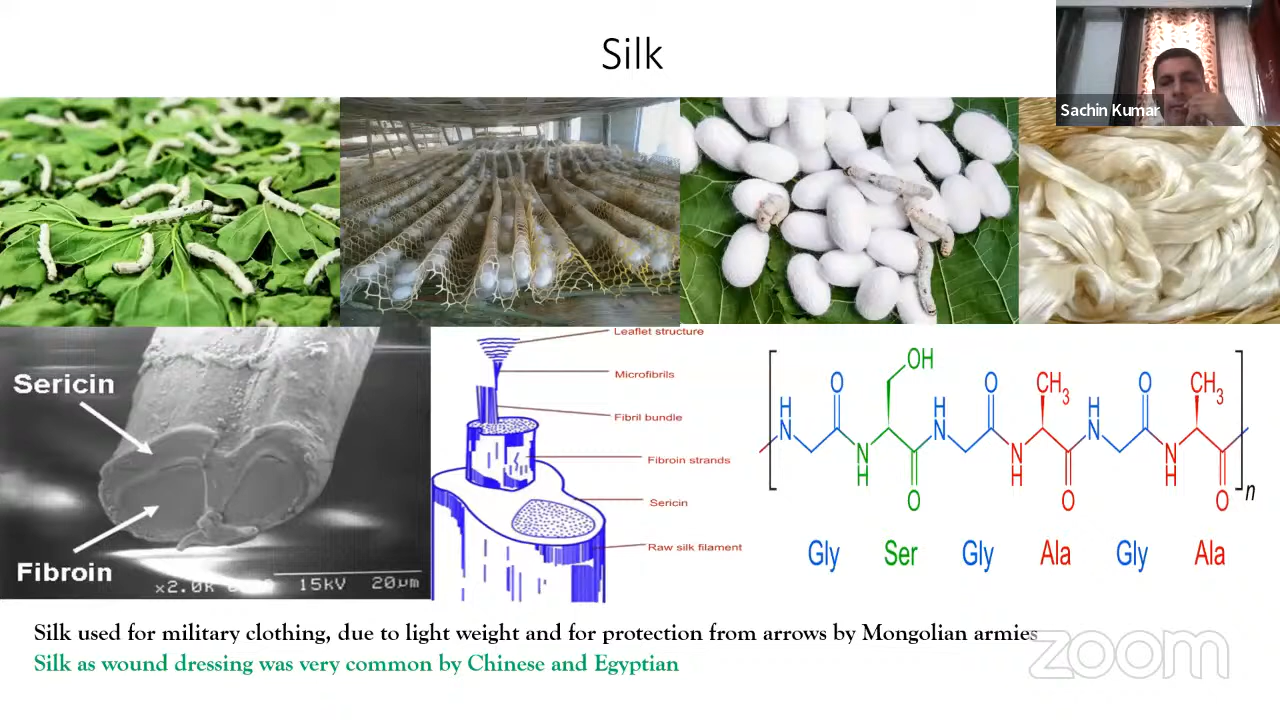 Silk
Sachin Kumar
Sericin
Fibroin
15kV 20µm
Leaflet structure
Microfibrils
Fibril bundle
Fibroin strands
Sericin
Raw silk filament
OH
O O CH₃ O CH₃
H H H
N N N
N N N
H H H
O O O
n
Gly Ser Gly Ala Gly Ala
Silk used for military clothing, due to light weight and for protection from arrows by Mongolian armies
Silk as wound dressing was very common by Chinese and Egyptian
zoom